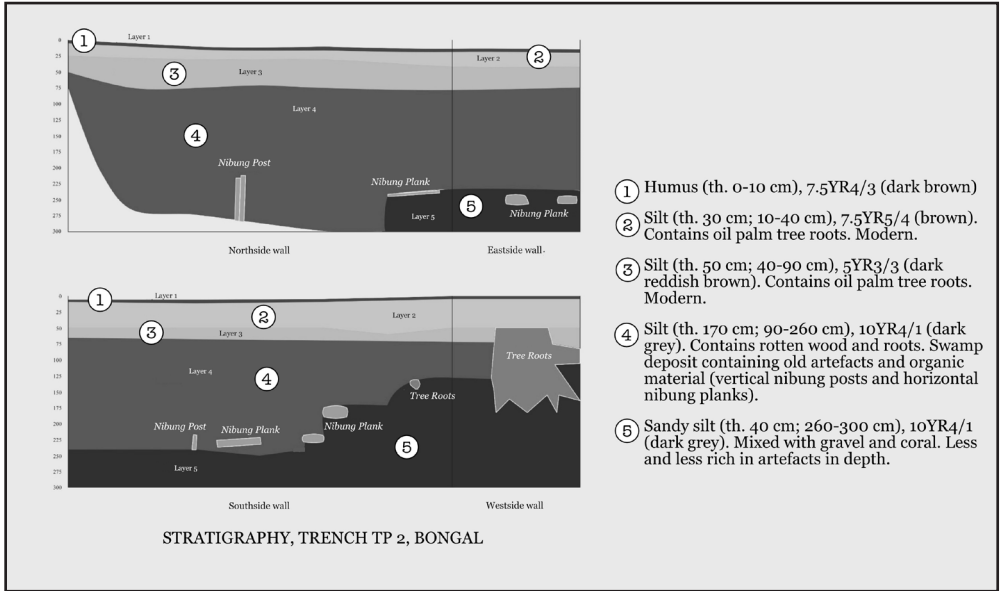 1
Layer 1
2
Layer 2
3
Layer 3
Layer 4
4
Nibung Post
Nibung Plank
Layer 5
5
Nibung Plank
0
25
50
75
100
125
150
175
200
225
250
275
300
Northside wall
Eastside wall.
1
Layer 1
2
Layer 2
3
Layer 3
Layer 4
4
Tree Roots
Tree Roots
Nibung Post
Nibung Plank
Nibung Plank
5
Layer 5
0
25
50
75
100
125
150
175
200
225
250
275
300
Southside wall
Westside wall
STRATIGRAPHY, TRENCH TP 2, BONGAL
1 Humus (th. 0-10 cm), 7.5YR4/3 (dark brown)
2 Silt (th. 30 cm; 10-40 cm), 7.5YR5/4 (brown).
Contains oil palm tree roots. Modern.
3 Silt (th. 50 cm; 40-90 cm), 5YR3/3 (dark
reddish brown). Contains oil palm tree roots.
Modern.
4 Silt (th. 170 cm; 90-260 cm), 10YR4/1 (dark
grey). Contains rotten wood and roots. Swamp
deposit containing old artefacts and organic
material (vertical nibung posts and horizontal
nibung planks).
5 Sandy silt (th. 40 cm; 260-300 cm), 10YR4/1
(dark grey). Mixed with gravel and coral. Less
and less rich in artefacts in depth.